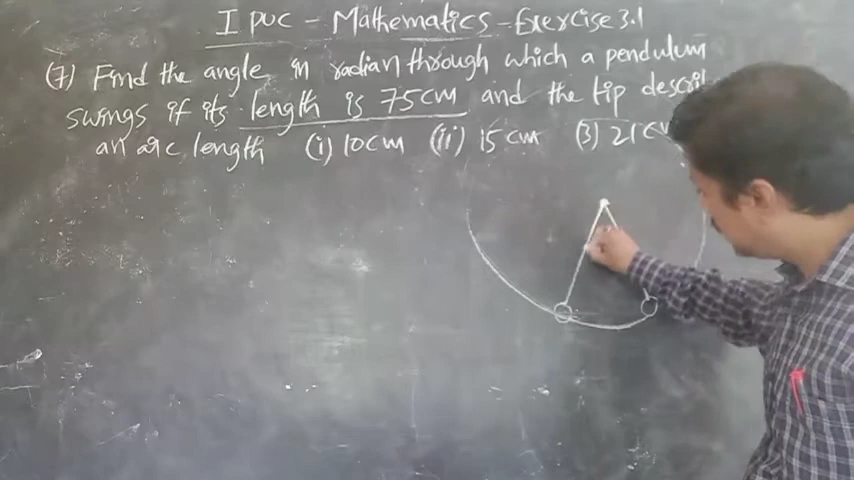 I PUC - Mathematics - Exercise 3.1
(7) Find the angle in radian through which a pendulum
swings if its length is 75cm and the tip
an arc length (i) 10cm (ii) 15cm (3) 21